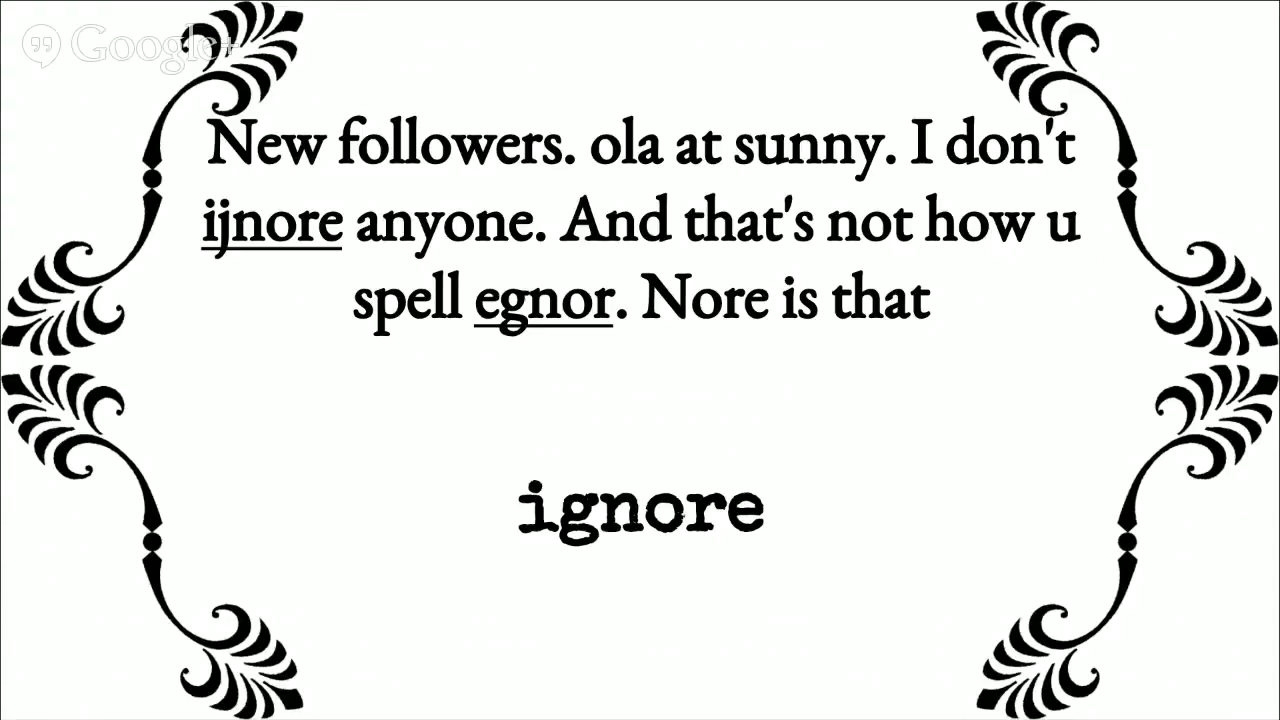 Google+
New followers. ola at sunny. I don't
ijnore anyone. And that's not how u
spell egnor. Nore is that
ignore